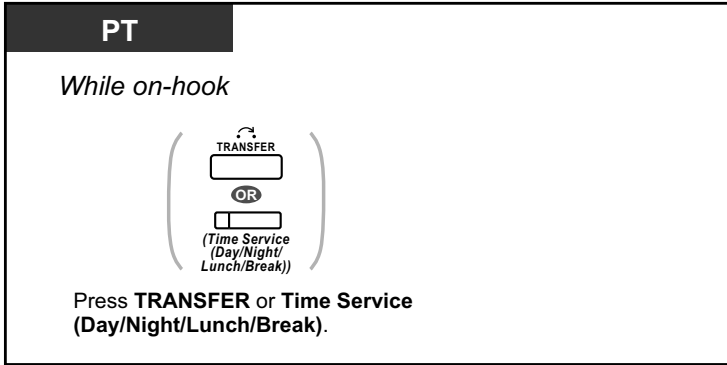 PT
While on-hook
TRANSFER
OR
(Time Service
(Day/Night/
Lunch/Break))
Press TRANSFER or Time Service
(Day/Night/Lunch/Break).